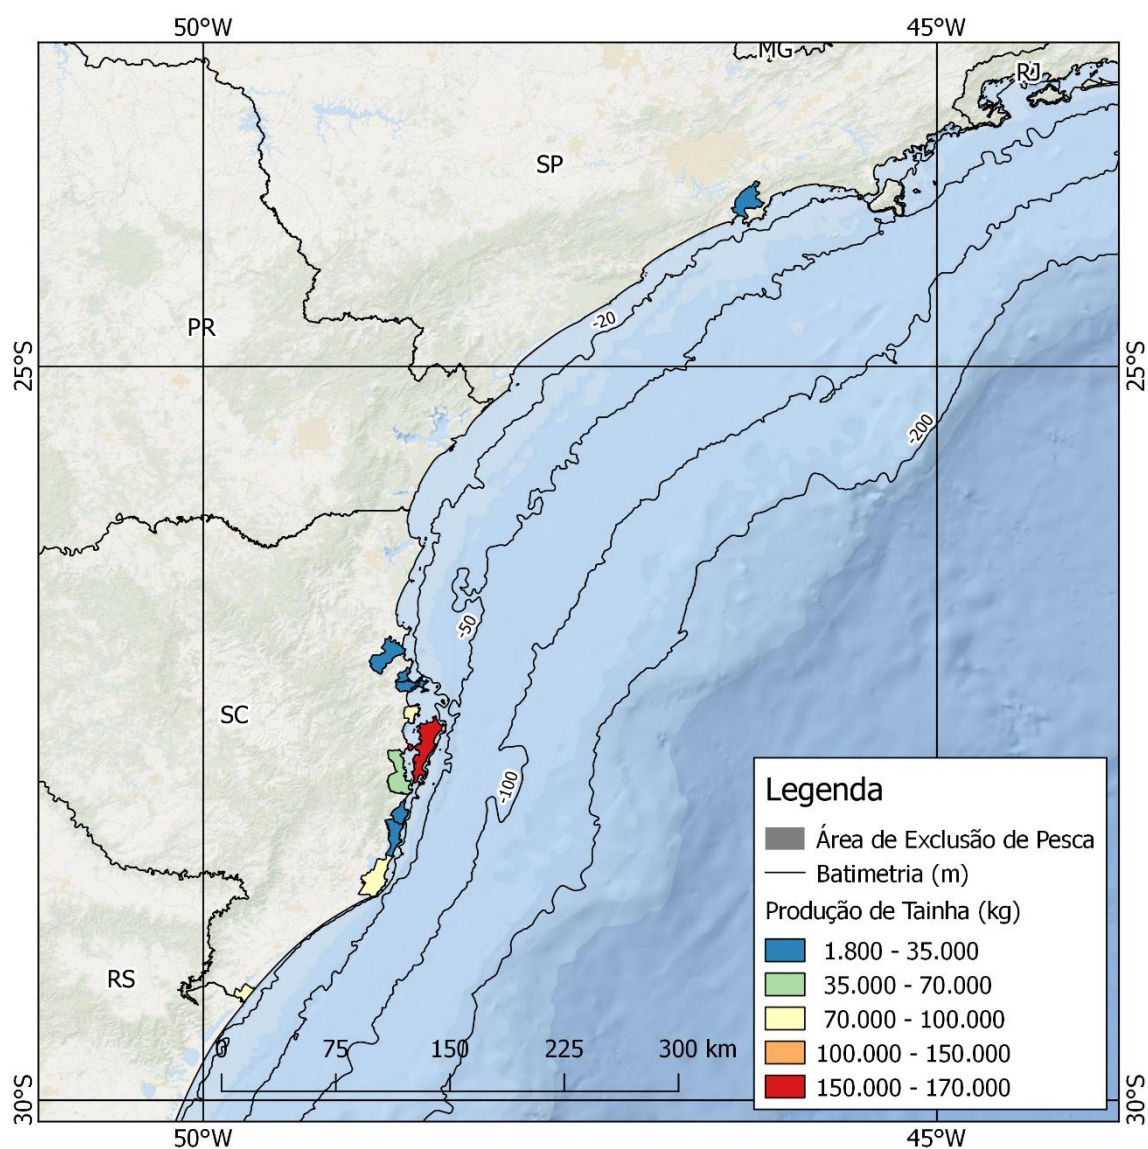 50°W
45°W
MG
RJ
SP
-20
PR
25°S
25°S
-200
-50
SC
-100
Legenda
Área de Exclusão de Pesca
Batimetria (m)
Produção de Tainha (kg)
1.800 - 35.000
35.000 - 70.000
70.000 - 100.000
100.000 - 150.000
150.000 - 170.000
RS
0 75 150 225 300 km
30°S
30°S
50°W
45°W